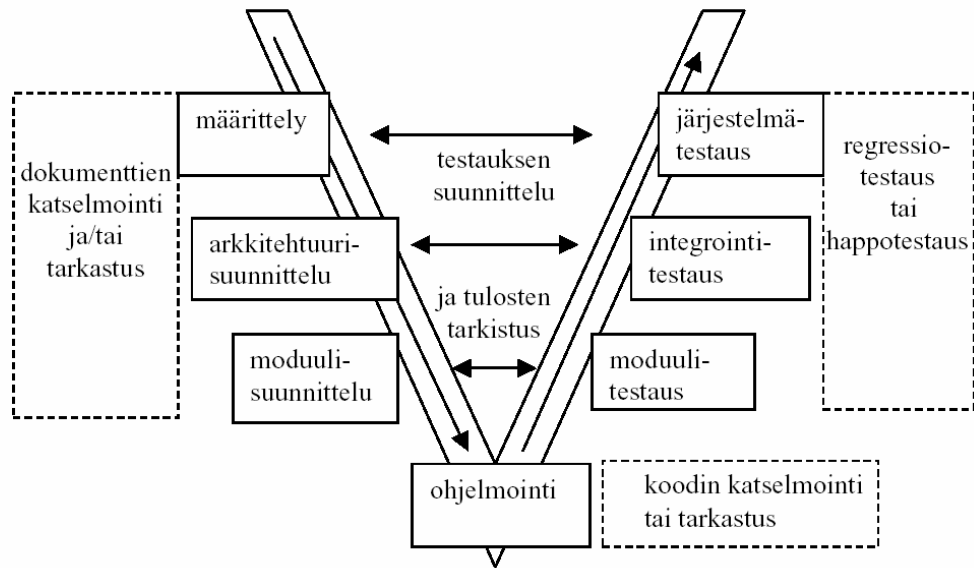 määrittely
järjestelmä-
testaus
dokumenttien
katselmointi
ja/tai
tarkastus
testauksen
suunnittelu
regressio-
testaus
tai
happotestaus
arkkitehtuuri-
suunnittelu
integrointi-
testaus
ja tulosten
tarkistus
moduuli-
suunnittelu
moduuli-
testaus
ohjelmointi
koodin katselmointi
tai tarkastus